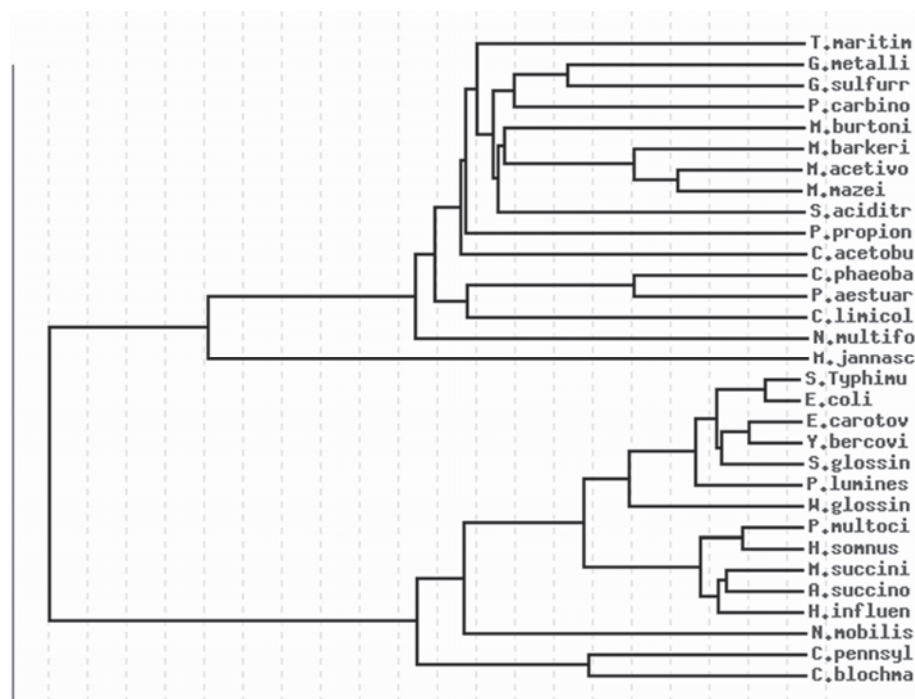 T.maritim
G.metalli
G.sulfurr
P.carbino
M.burtoni
M.barkeri
M.acetivo
M.mazei
S.aciditr
P.propion
C.acetobu
C.phaeoba
P.aestuar
C.limicol
N.multifo
M.jannasc
S.Typhimu
E.coli
E.carotov
Y.bercovi
S.glossin
P.lumines
W.glossin
P.multoci
H.somnus
M.succini
A.succino
H.influen
N.mobilis
C.pennsyl
C.blochma